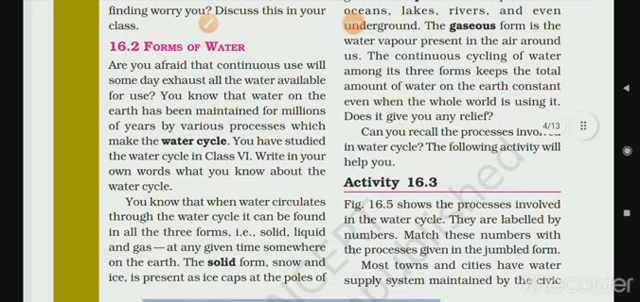 finding worry you? Discuss this in your
class.
16.2 FORMS OF WATER
Are you afraid that continuous use will
some day exhaust all the water available
for use? You know that water on the
earth has been maintained for millions
of years by various processes which
make the water cycle. You have studied
the water cycle in Class VI. Write in your
own words what you know about the
water cycle.
You know that when water circulates
through the water cycle it can be found
in all the three forms, i.e., solid, liquid
and gas— at any given time somewhere
on the earth. The solid form, snow and
ice, is present as ice caps at the poles of
oceans, lakes, rivers, and even
underground. The gaseous form is the
water vapour present in the air around
us. The continuous cycling of water
among its three forms keeps the total
amount of water on the earth constant
even when the whole world is using it.
Does it give you any relief?
Can you recall the processes
in water cycle? The following activity will
help you.
Activity 16.3
Fig. 16.5 shows the processes involved
in the water cycle. They are labelled by
numbers. Match these numbers with
the processes given in the jumbled form.
Most towns and cities have water
supply system maintained by the civic
4/13
NCERT